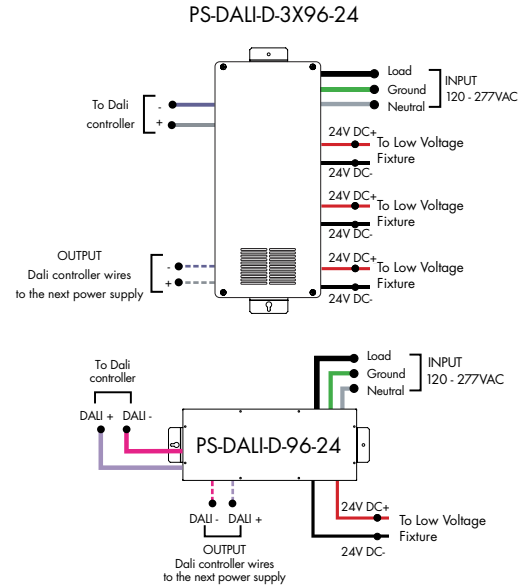 PS-DALI-D-3X96-24
Load
Ground
Neutral
INPUT
120 - 277VAC
To Dali
controller
-
+
24V DC+
To Low Voltage
Fixture
24V DC-
24V DC+
To Low Voltage
Fixture
24V DC-
24V DC+
To Low Voltage
Fixture
24V DC-
OUTPUT
Dali controller wires
to the next power supply
-
+
To Dali
controller
DALI + DALI -
Load
Ground
Neutral
INPUT
120 - 277VAC
PS-DALI-D-96-24
DALI - DALI +
OUTPUT
Dali controller wires
to the next power supply
24V DC+
To Low Voltage
Fixture
24V DC-